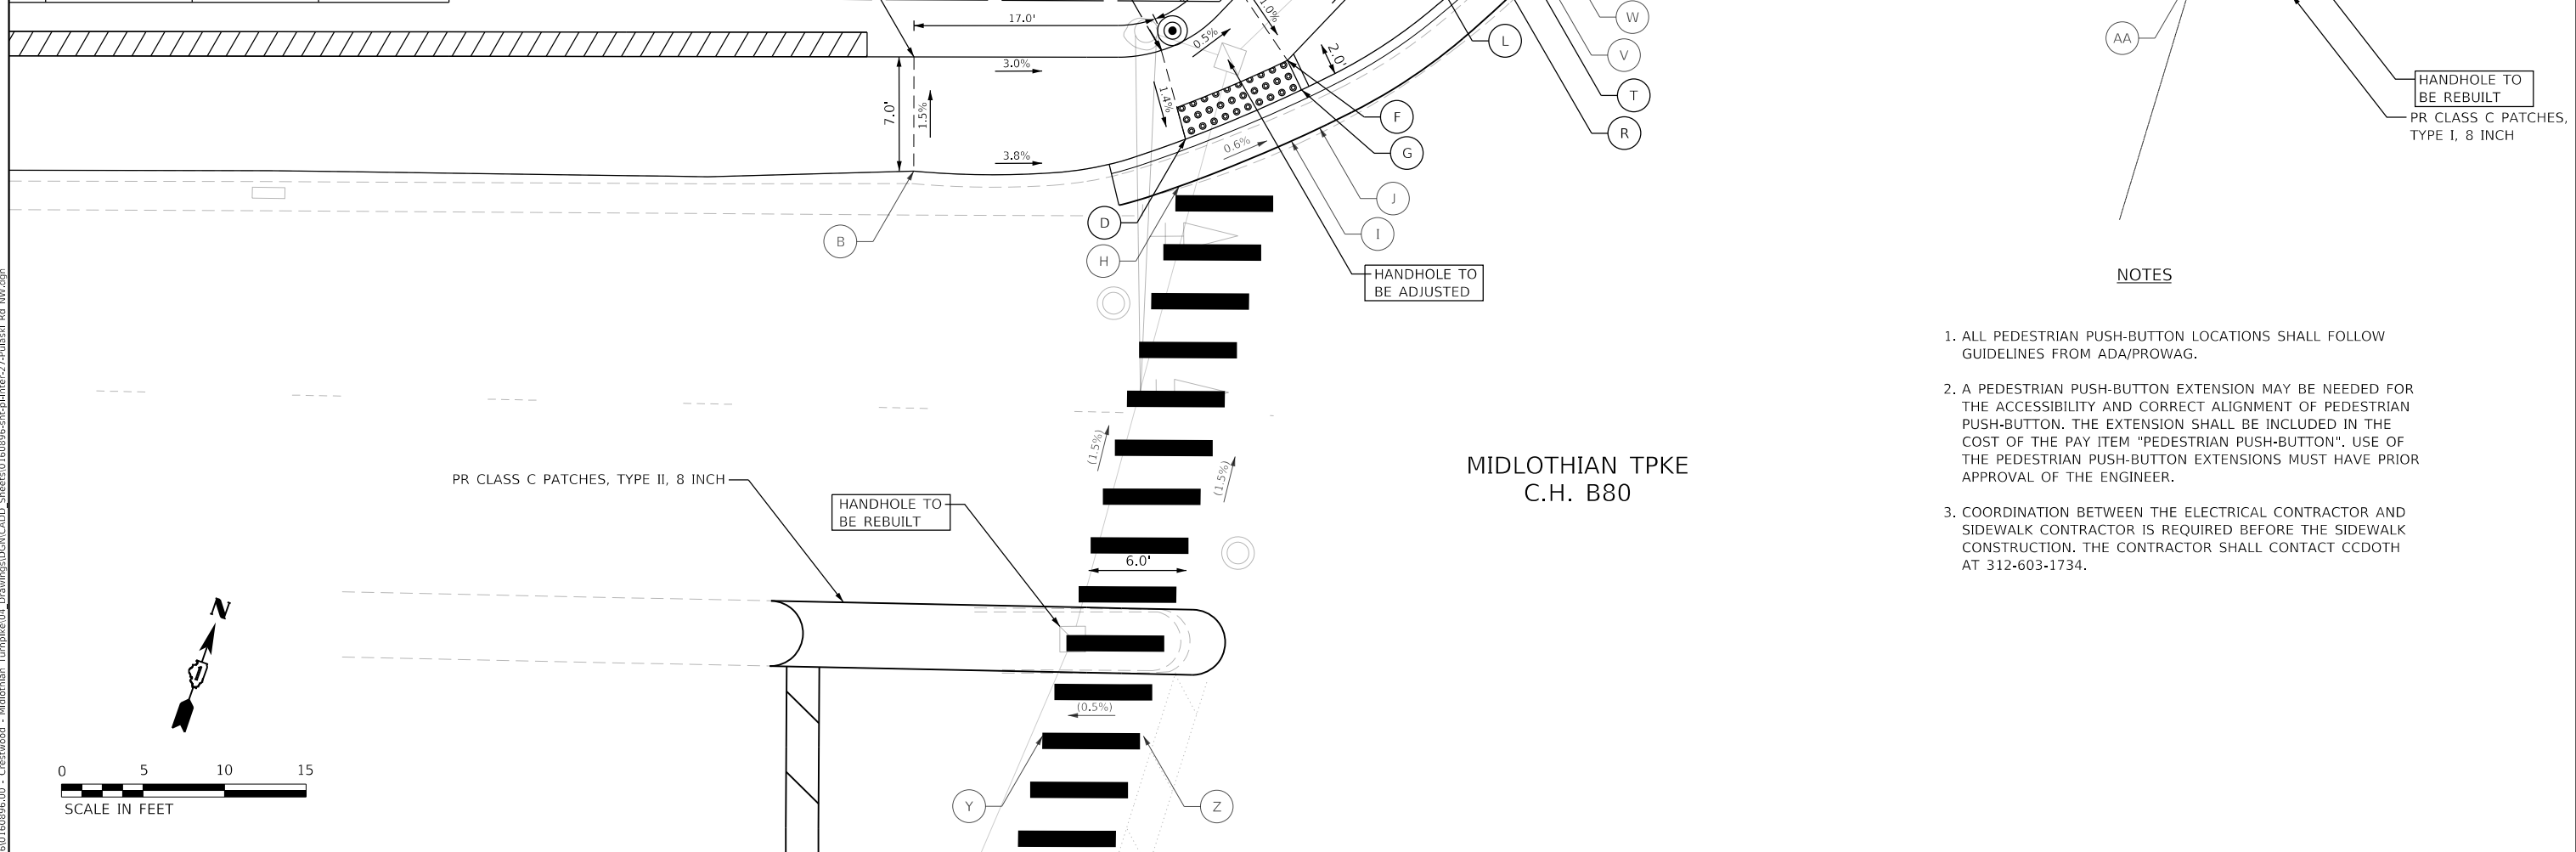 17.0'
1.0%
0.5%
2.0'
3.0%
1.4%
7.0'
1.5%
3.8%
0.6%
L
W
V
T
R
F
G
J
I
D
H
B
AA
HANDHOLE TO
BE REBUILT
PR CLASS C PATCHES,
TYPE I, 8 INCH
HANDHOLE TO
BE ADJUSTED
NOTES
1. ALL PEDESTRIAN PUSH-BUTTON LOCATIONS SHALL FOLLOW
GUIDELINES FROM ADA/PROWAG.
2. A PEDESTRIAN PUSH-BUTTON EXTENSION MAY BE NEEDED FOR
THE ACCESSIBILITY AND CORRECT ALIGNMENT OF PEDESTRIAN
PUSH-BUTTON. THE EXTENSION SHALL BE INCLUDED IN THE
COST OF THE PAY ITEM "PEDESTRIAN PUSH-BUTTON". USE OF
THE PEDESTRIAN PUSH-BUTTON EXTENSIONS MUST HAVE PRIOR
APPROVAL OF THE ENGINEER.
3. COORDINATION BETWEEN THE ELECTRICAL CONTRACTOR AND
SIDEWALK CONTRACTOR IS REQUIRED BEFORE THE SIDEWALK
CONSTRUCTION. THE CONTRACTOR SHALL CONTACT CCDOTH
AT 312-603-1734.
(1.5%)
(1.5%)
MIDLOTHIAN TPKE
C.H. B80
PR CLASS C PATCHES, TYPE II, 8 INCH
HANDHOLE TO
BE REBUILT
6.0'
(0.5%)
Y
Z
N
1
0 5 10 15
SCALE IN FEET